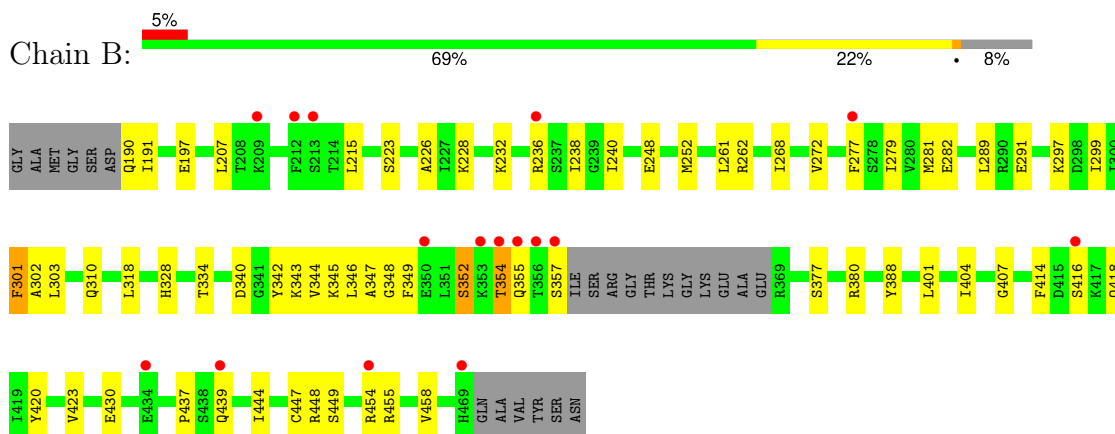 5%
Chain B:
69% 22% • 8%
GLY ALA MET GLY SER ASP Q190 I191 E197 L207 T208 K209 F212 S213 T214 L215 S223 A226 I227 K228 K232 R236 S237 I238 G239 I240 E248 M252 L261 R262 I268 V272 F277 S278 I279 V280 M281 E282 L289 R290 E291 K297 D298 I299
F301 A302 L303 Q310 L318 H328 T334 D340 G341 Y342 K343 V344 K345 L346 A347 G348 F349 E350 L351 S352 K353 T354 Q355 T356 S357 ILE SER ARG GLY THR LYS GLY LYS GLU ALA GLU R369 S377 R380 Y388 L401 I404 G407 F414 D415 S416 K417
I419 Y420 V423 E430 E434 P437 S438 Q439 I444 C447 R448 S449 R454 R455 V458 H469 GLN ALA VAL TYR SER ASN